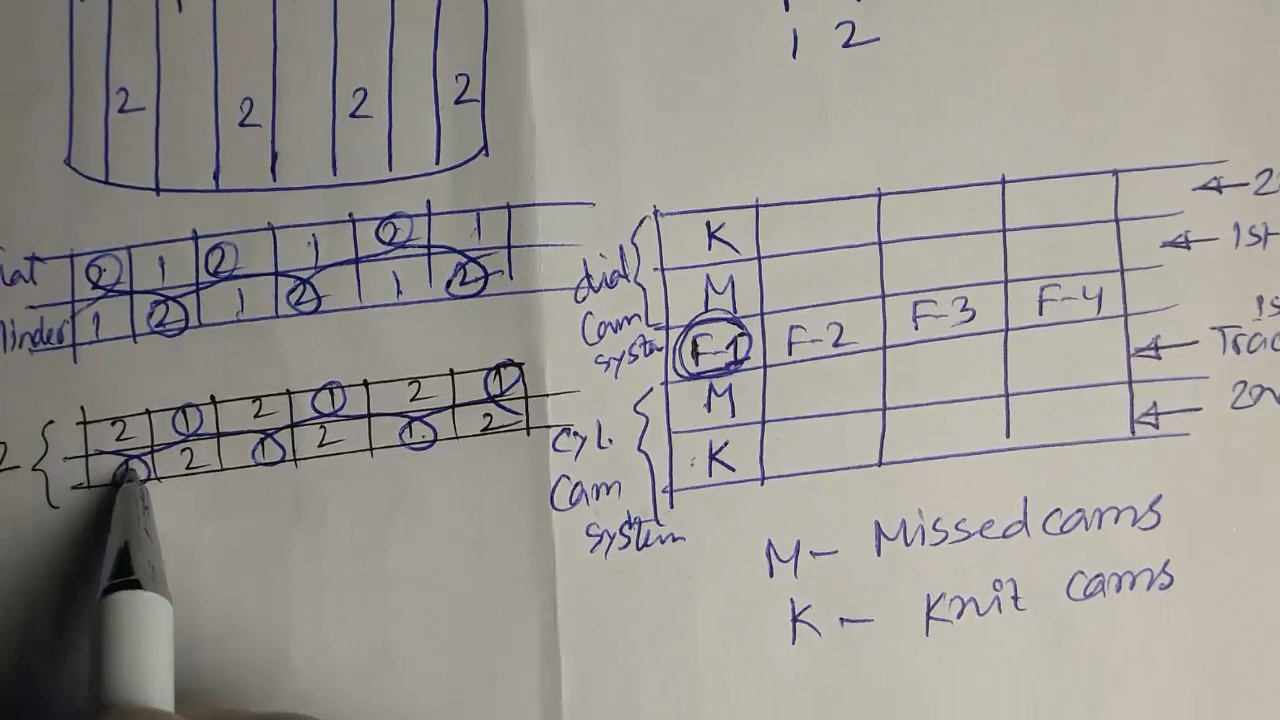 1 2
2 2 2 2
2 1 2 1 2 1
1 2 1 2 1 2
2 1 2 1 2 1
1 2 1 2 1 2
dial
Cam
system
K
M
F-1 F-2 F-3 F-4
M
K
Cyl.
Cam
system
1st
M - Missed cams
K - Knit cams